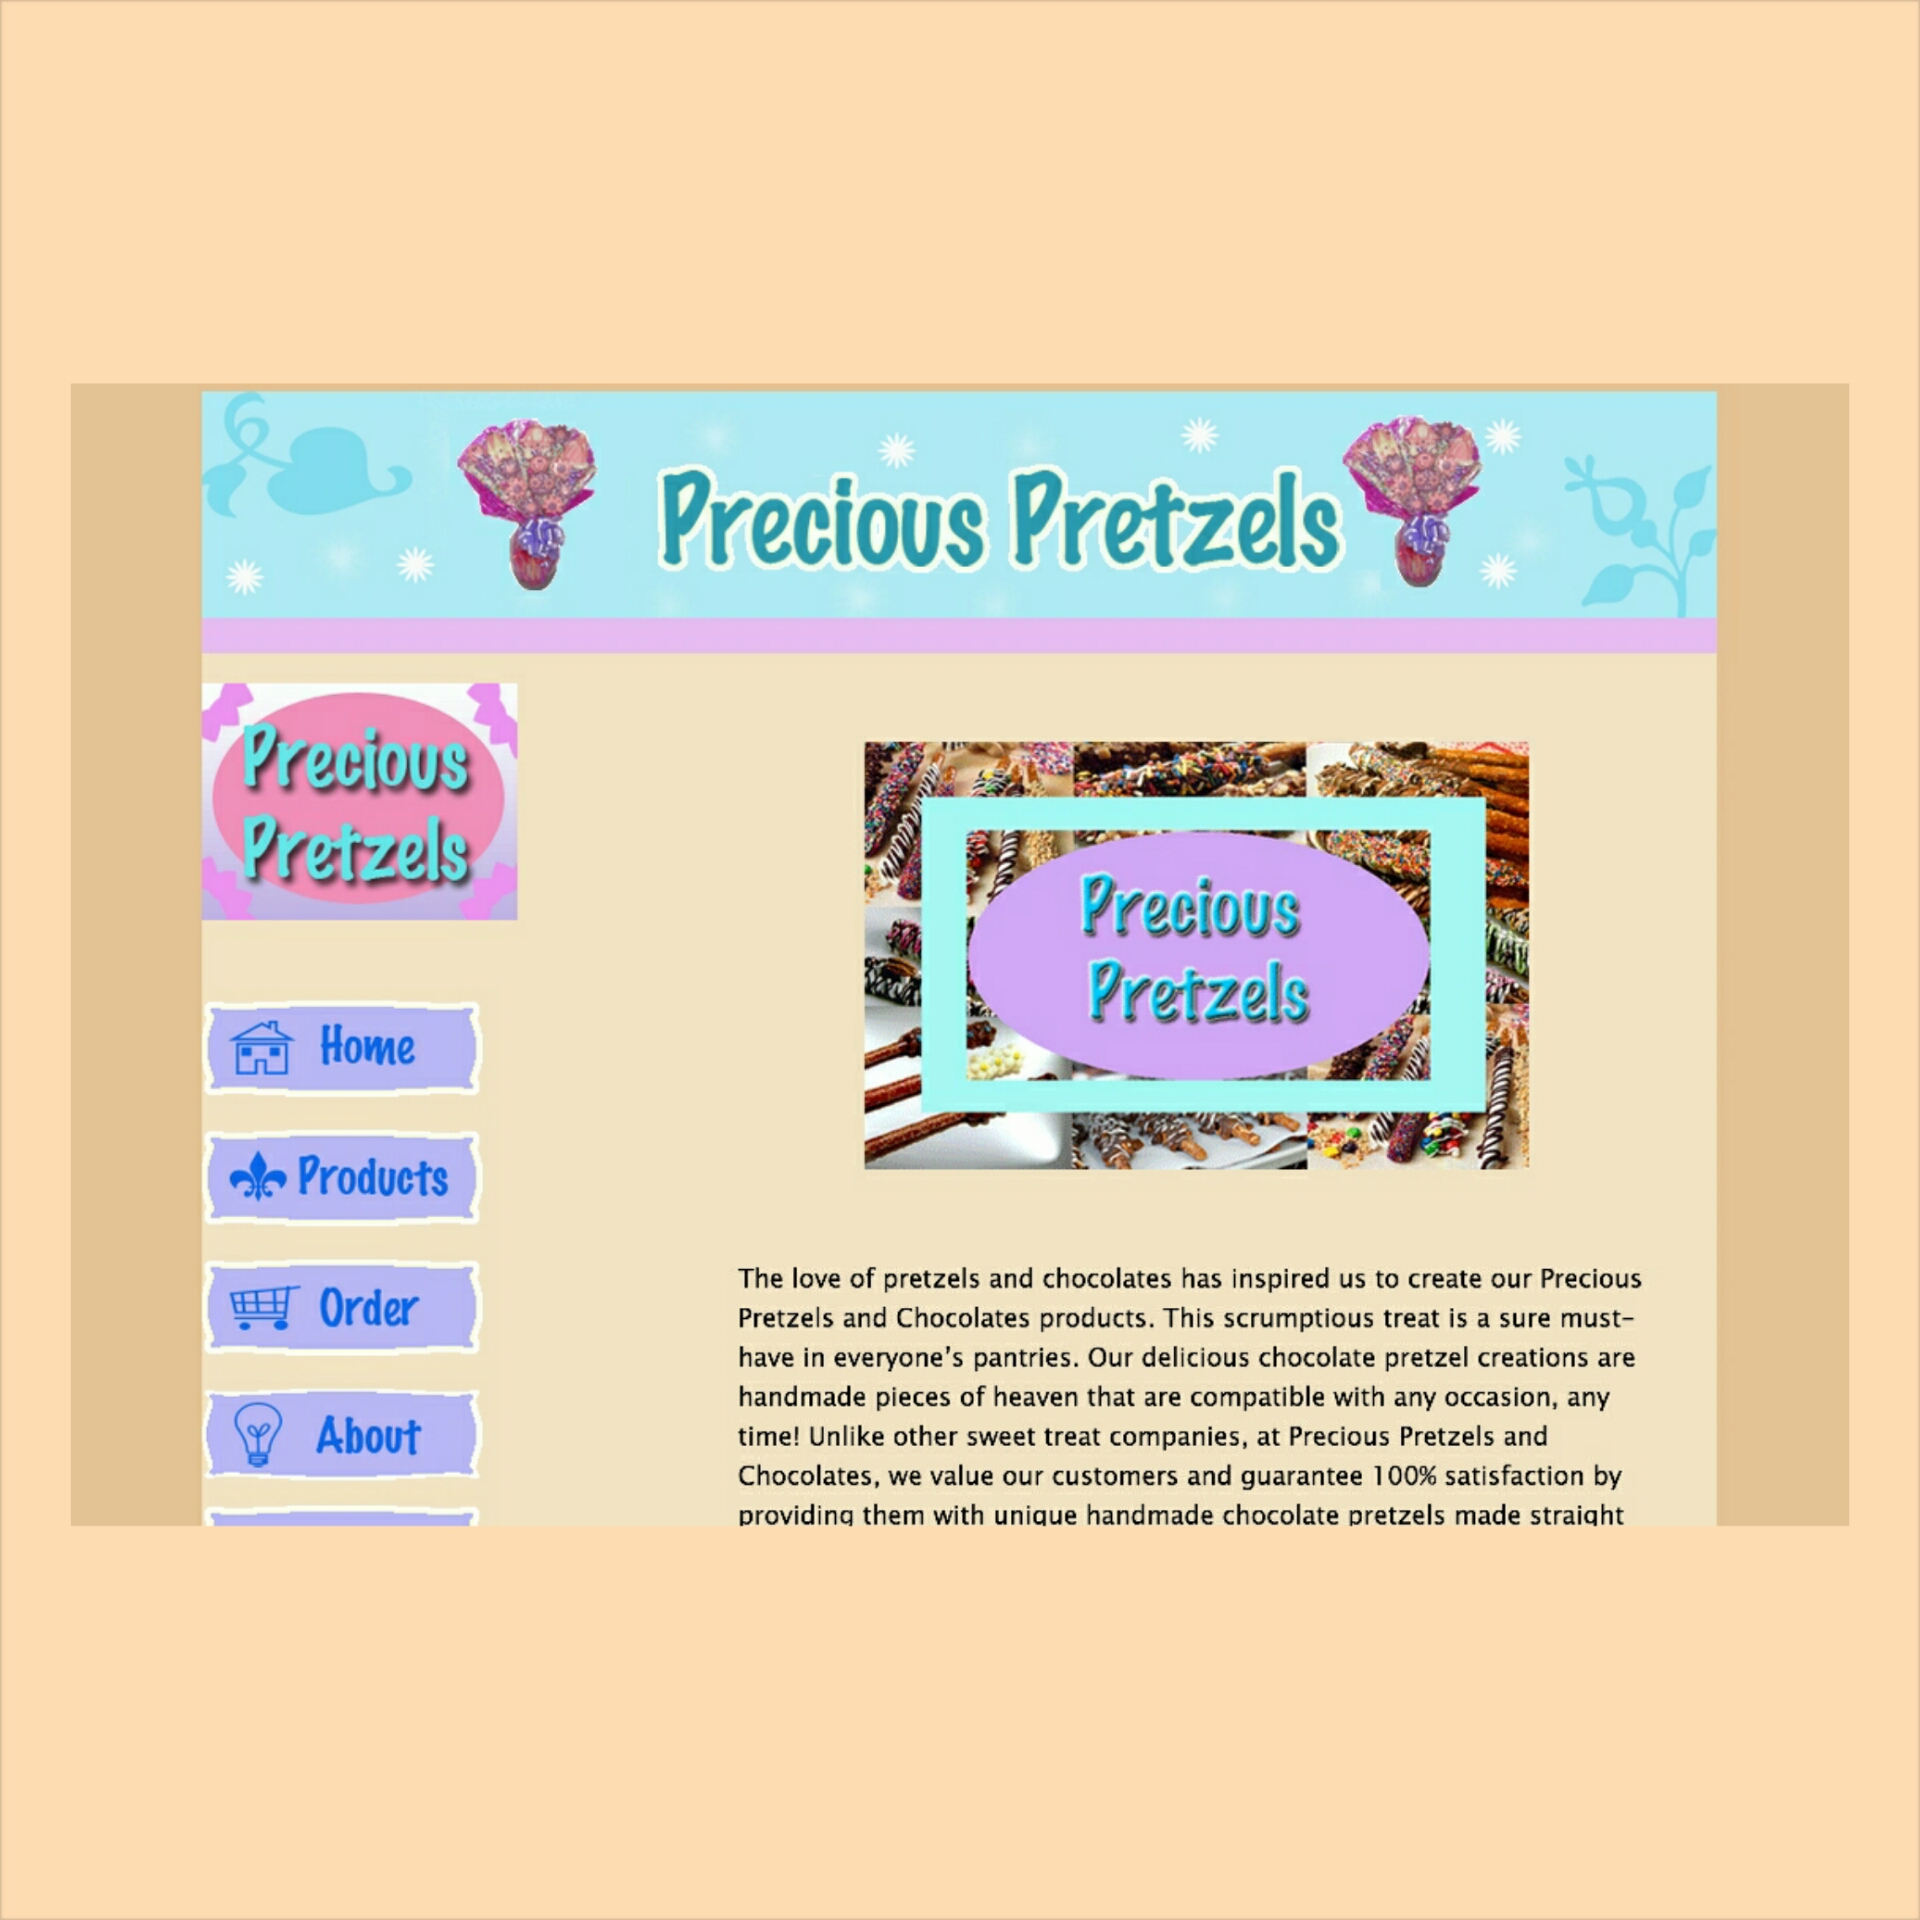 Precious Pretzels
Precious
Pretzels
Home
Products
Order
About
Precious
Pretzels
The love of pretzels and chocolates has inspired us to create our Precious
Pretzels and Chocolates products. This scrumptious treat is a sure must-
have in everyone’s pantries. Our delicious chocolate pretzel creations are
handmade pieces of heaven that are compatible with any occasion, any
time! Unlike other sweet treat companies, at Precious Pretzels and
Chocolates, we value our customers and guarantee 100% satisfaction by
providing them with unique handmade chocolate pretzels made straight